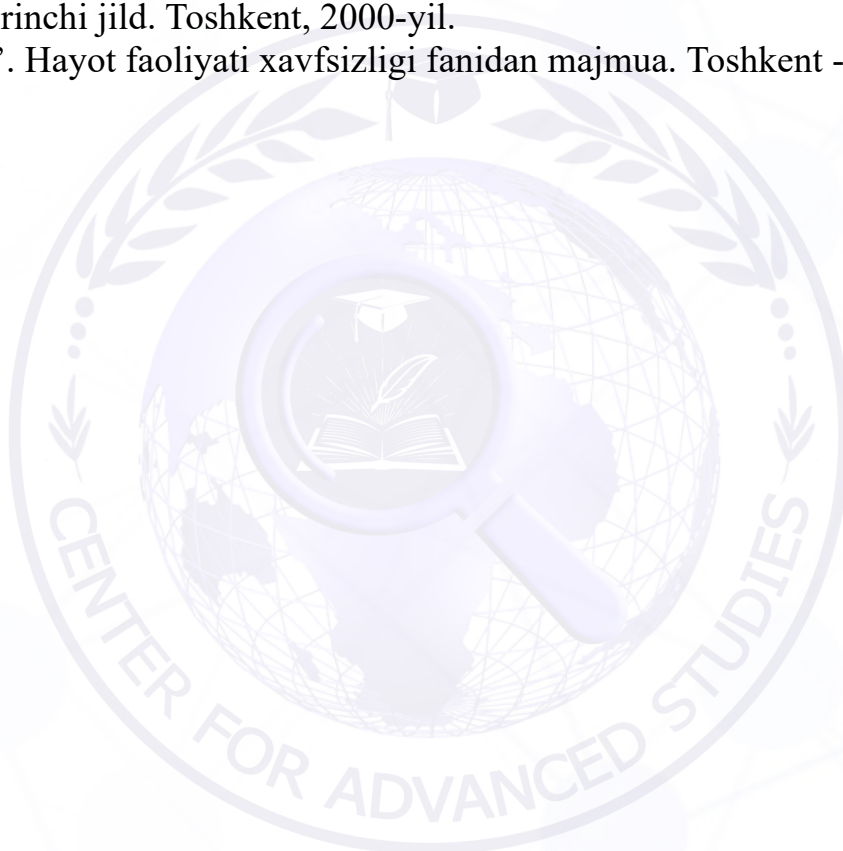 rinchi jild. Toshkent, 2000-yil.
’. Hayot faoliyati xavfsizligi fanidan majmua. Toshkent -
CENTER FOR ADVANCED STUDIES